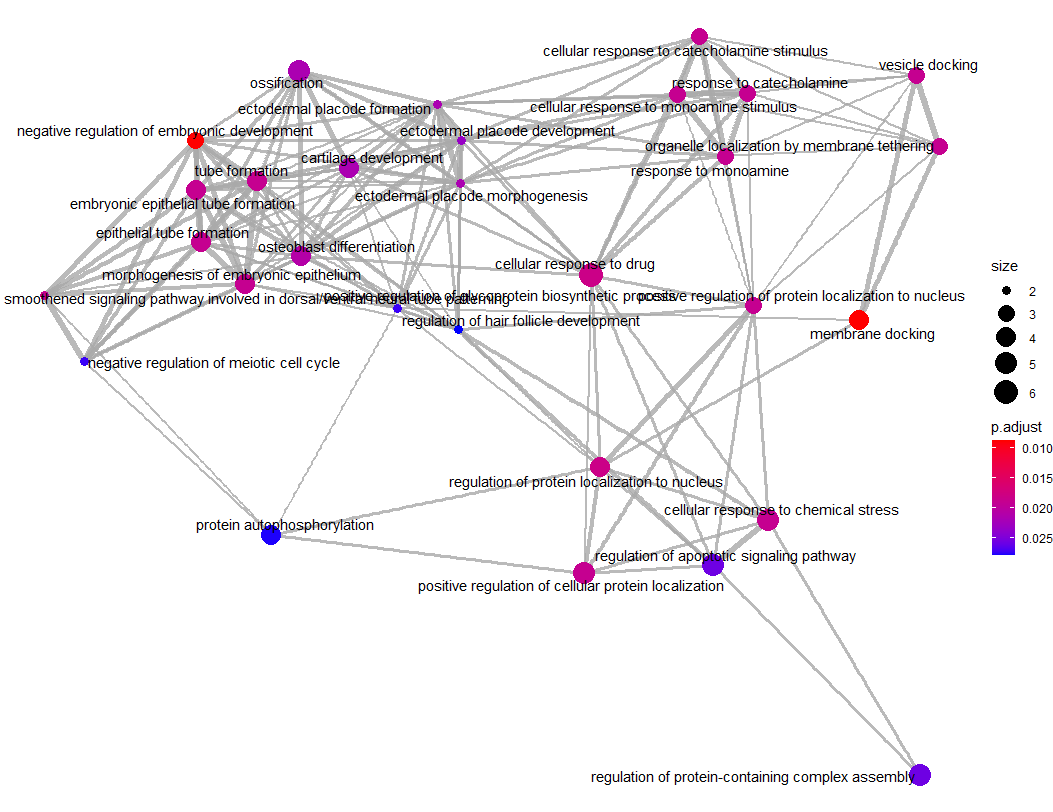 cellular response to catecholamine stimulus
vesicle docking
ossification
response to catecholamine
ectodermal placode formation
cellular response to monoamine stimulus
negative regulation of embryonic development
ectodermal placode development
organelle localization by membrane tethering
cartilage development
tube formation
response to monoamine
ectodermal placode morphogenesis
embryonic epithelial tube formation
epithelial tube formation
osteoblast differentiation
cellular response to drug
morphogenesis of embryonic epithelium
smoothened signaling pathway involved in dorsal/ventral neural tube patterning
positive regulation of glycoprotein biosynthetic process
positive regulation of protein localization to nucleus
regulation of hair follicle development
membrane docking
negative regulation of meiotic cell cycle
regulation of protein localization to nucleus
cellular response to chemical stress
protein autophosphorylation
regulation of apoptotic signaling pathway
positive regulation of cellular protein localization
regulation of protein-containing complex assembly
size
2
3
4
5
6
p.adjust
0.010
0.015
0.020
0.025